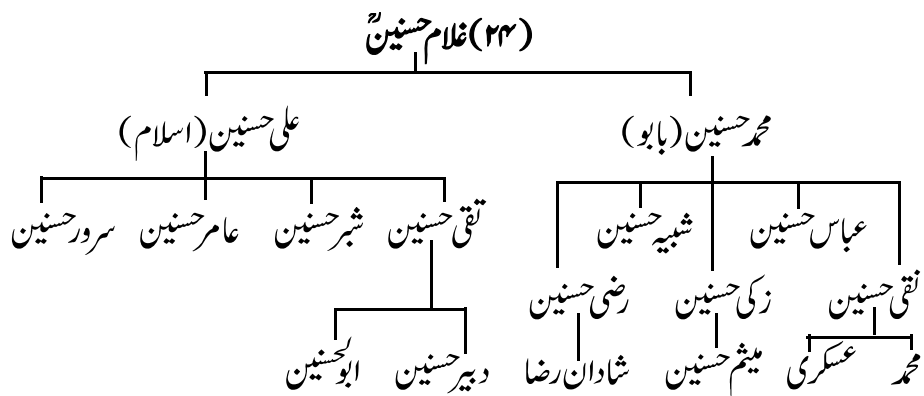 (۲۴) غلام حسنینؒ
محمد حسنین (بابو) علی حسنین (اسلام)
عباس حسنین شبیہ حسنین تقی حسنین شبر حسنین عامر حسنین سرور حسنین
نقی حسنین زکی حسنین رضی حسنین
محمد عسکری میثم حسنین شادان رضا دبیر حسنین ابوالحسنین